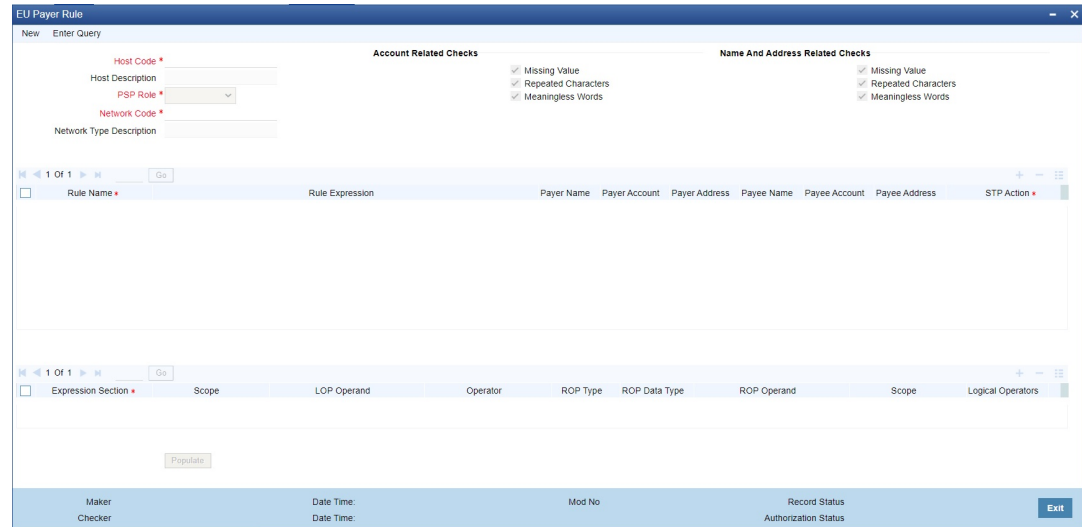 EU Payer Rule
New Enter Query
Host Code *
Host Description
PSP Role *
Network Code *
Network Type Description
Account Related Checks
Missing Value
Repeated Characters
Meaningless Words
Name And Address Related Checks
Missing Value
Repeated Characters
Meaningless Words
1 Of 1 Go
Rule Name * Rule Expression Payer Name Payer Account Payer Address Payee Name Payee Account Payee Address STP Action *
1 Of 1 Go
Expression Section * Scope LOP Operand Operator ROP Type ROP Data Type ROP Operand Scope Logical Operators
Populate
Maker Date Time: Mod No Record Status
Checker Date Time: Authorization Status
Exit